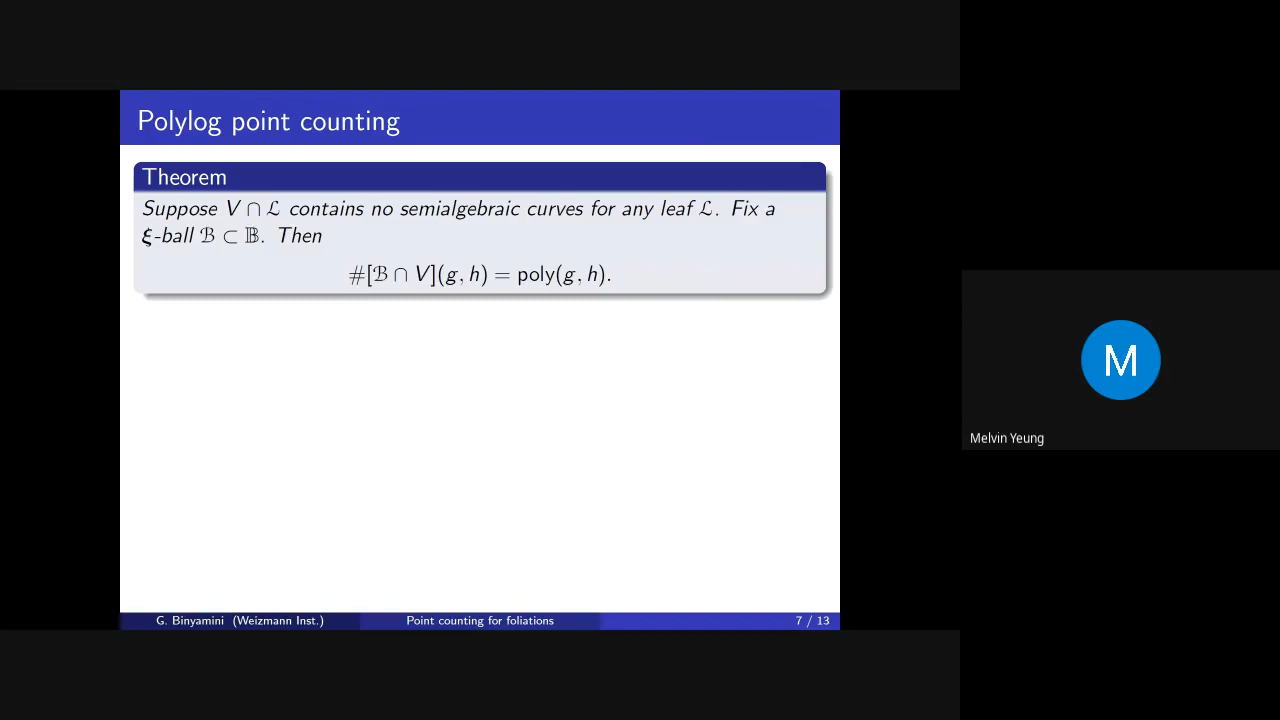 Polylog point counting
Theorem
Suppose V ∩ ℒ contains no semialgebraic curves for any leaf ℒ. Fix a
ξ-ball ℬ ⊂ 𝔹. Then
#[ℬ ∩ V](g, h) = poly(g, h).
M
Melvin Yeung
G. Binyamini (Weizmann Inst.) Point counting for foliations 7 / 13